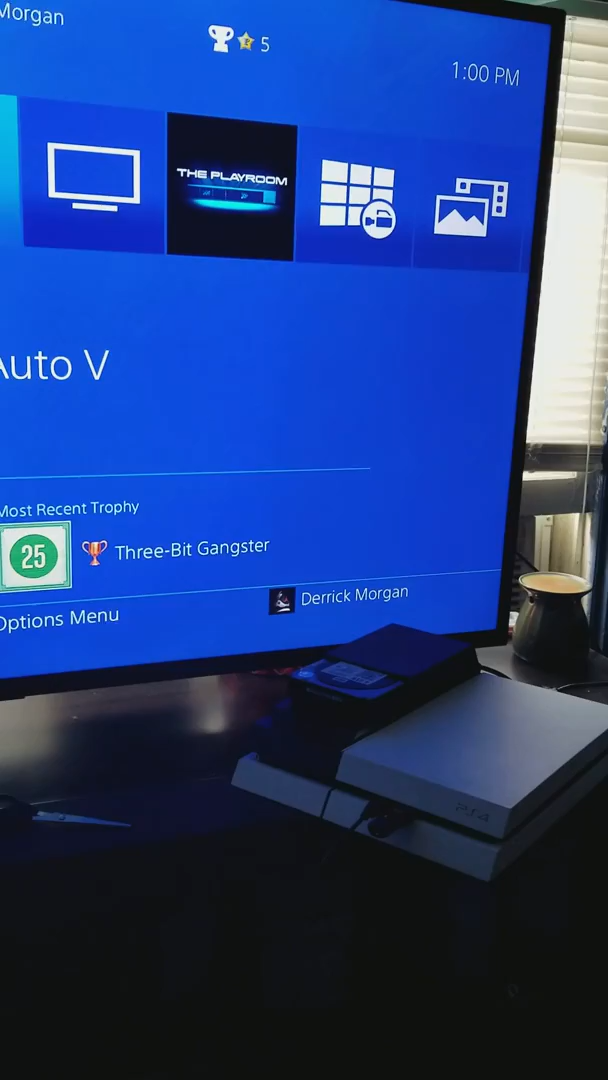 Morgan
5
1:00 PM
THE PLAYROOM
Auto V
Most Recent Trophy
25
Three-Bit Gangster
Options Menu
Derrick Morgan
PS4